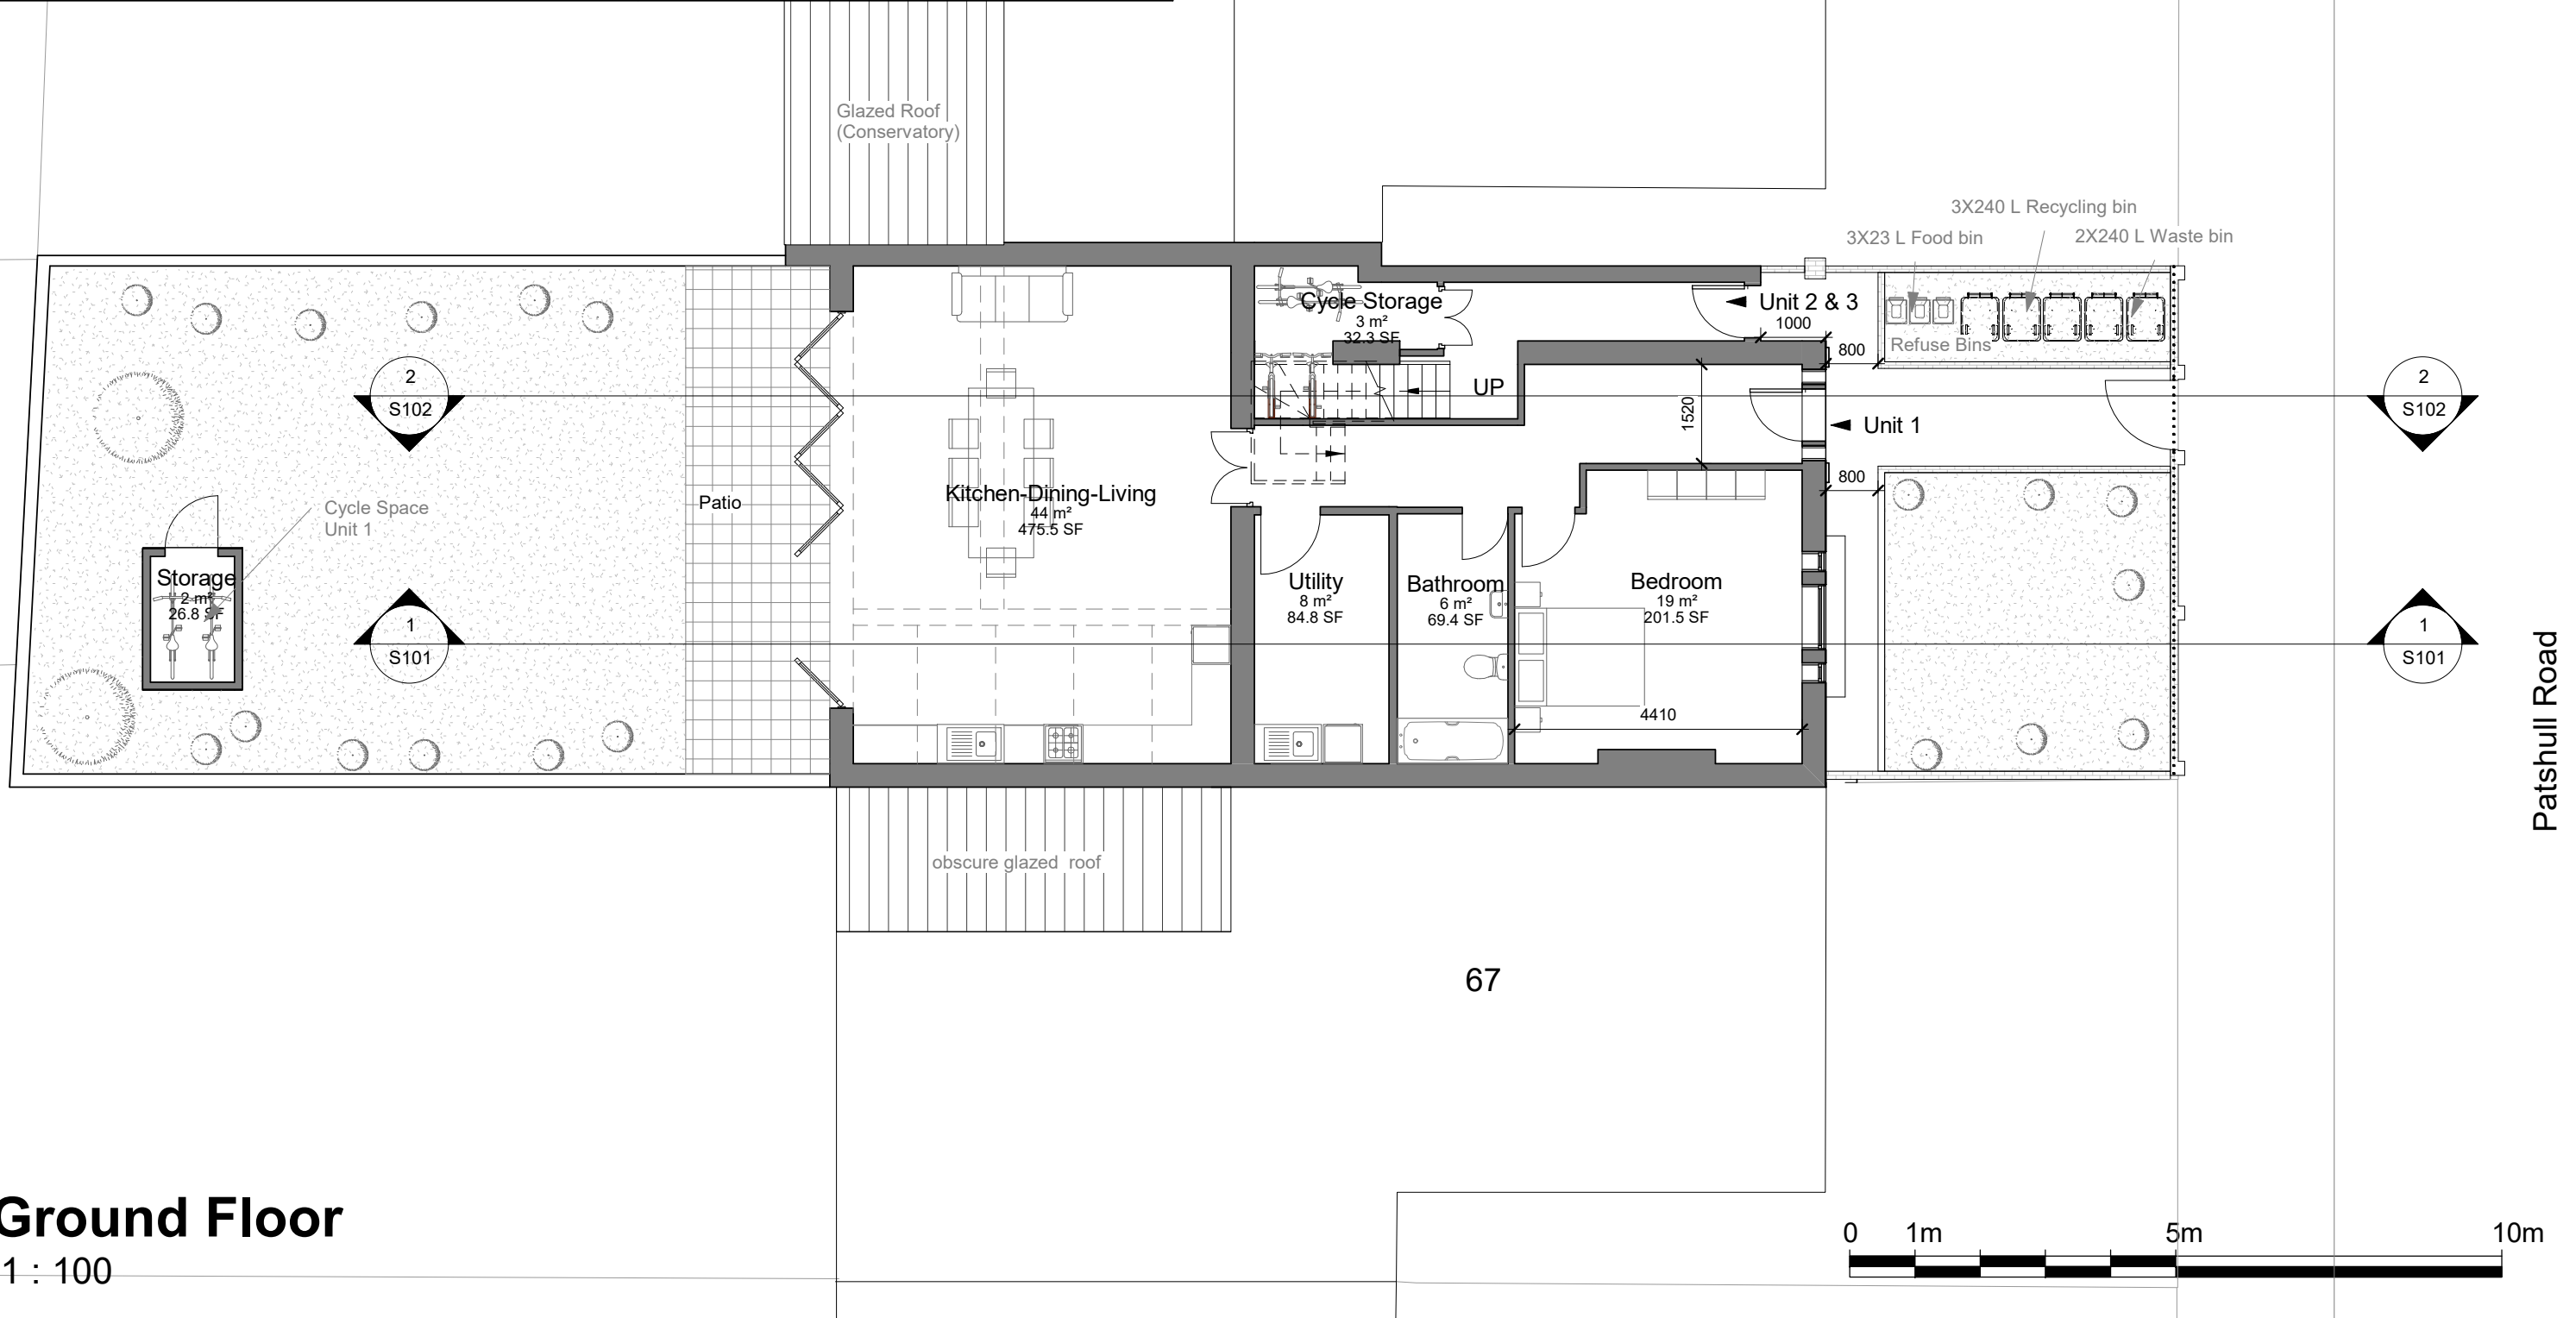 Glazed Roof
(Conservatory)
3X240 L Recycling bin
3X23 L Food bin
2X240 L Waste bin
Cycle Storage
3 m²
32.3 SF
Unit 2 & 3
1000
800
Refuse Bins
2
S102
UP
1520
Unit 1
2
S102
800
Patio
Kitchen-Dining-Living
44 m²
475.5 SF
Cycle Space
Unit 1
Storage
2 m²
26.8 SF
1
S101
Utility
8 m²
84.8 SF
Bathroom
6 m²
69.4 SF
Bedroom
19 m²
201.5 SF
1
S101
4410
Patshull Road
obscure glazed roof
67
Ground Floor
1 : 100
0 1m 5m 10m